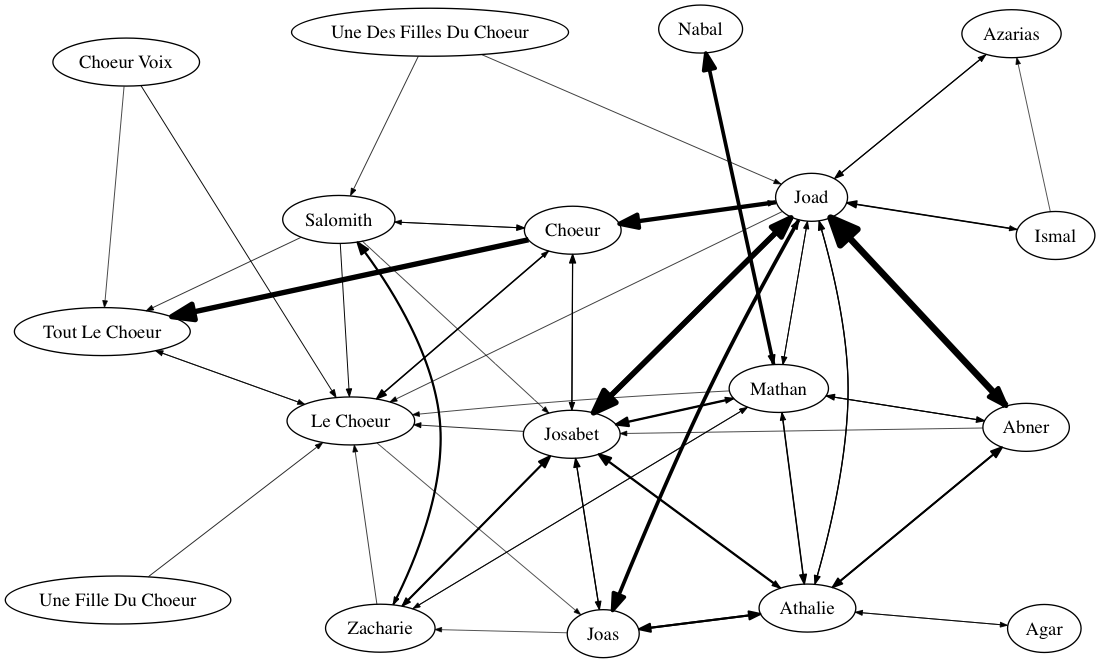 Une Des Filles Du Choeur
Nabal
Azarias
Choeur Voix
Joad
Salomith
Choeur
Ismal
Tout Le Choeur
Mathan
Le Choeur
Josabet
Abner
Une Fille Du Choeur
Athalie
Zacharie
Joas
Agar